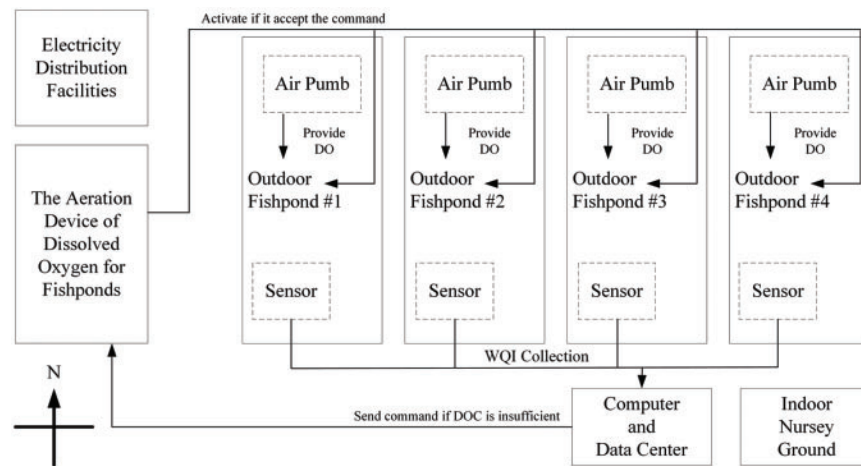 Activate if it accept the command
Electricity
Distribution
Facilities
The Aeration
Device of
Dissolved
Oxygen for
Fishponds
Air Pumb
Provide
DO
Outdoor
Fishpond #1
Sensor
Air Pumb
Provide
DO
Outdoor
Fishpond #2
Sensor
Air Pumb
Provide
DO
Outdoor
Fishpond #3
Sensor
Air Pumb
Provide
DO
Outdoor
Fishpond #4
Sensor
WQI Collection
N
Send command if DOC is insufficient
Computer
and
Data Center
Indoor
Nursey
Ground